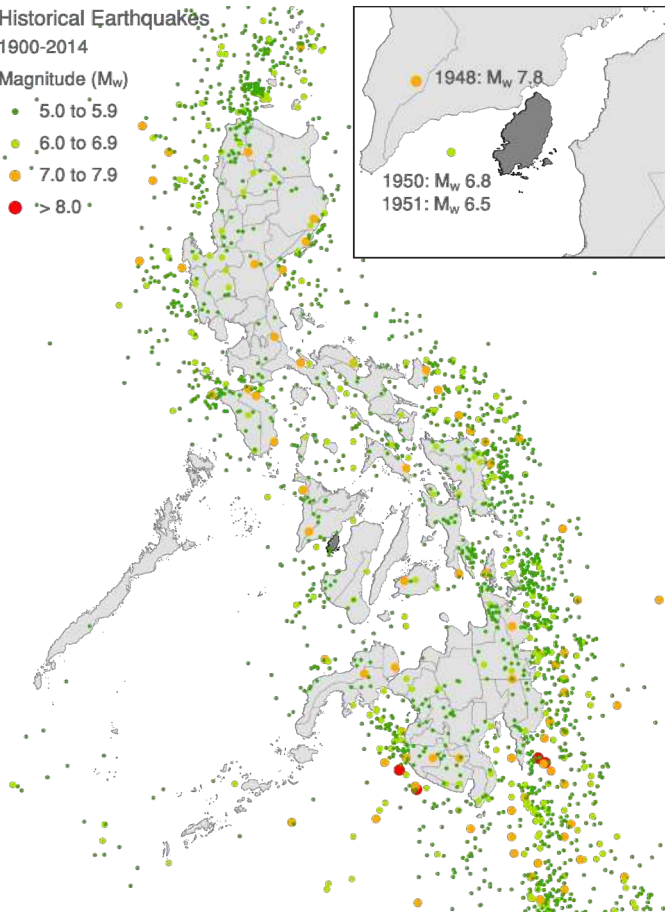 Historical Earthquakes
1900-2014
Magnitude (Mw)
5.0 to 5.9
6.0 to 6.9
7.0 to 7.9
> 8.0
1948: Mw 7.8
1950: Mw 6.8
1951: Mw 6.5